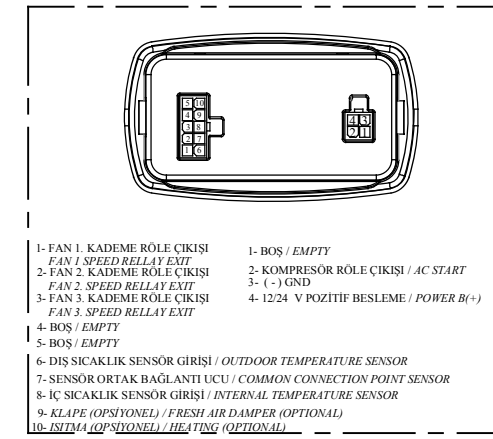 5 10
4 9
3 8
2 7
1 6
4 3
2 1
1- FAN 1. KADEME RÖLE ÇIKIŞI
FAN 1 SPEED RELLAY EXIT
2- FAN 2. KADEME RÖLE ÇIKIŞI
FAN 2. SPEED RELLAY EXIT
3- FAN 3. KADEME RÖLE ÇIKIŞI
FAN 3. SPEED RELLAY EXIT
4- BOŞ / EMPTY
5- BOŞ / EMPTY
1- BOŞ / EMPTY
2- KOMPRESÖR RÖLE ÇIKIŞI / AC START
3- ( - ) GND
4- 12/24 V POZİTİF BESLEME / POWER B(+)
6- DIŞ SICAKLIK SENSÖR GİRİŞİ / OUTDOOR TEMPERATURE SENSOR
7- SENSÖR ORTAK BAĞLANTI UCU / COMMON CONNECTION POINT SENSOR
8- İÇ SICAKLIK SENSÖR GİRİŞİ / INTERNAL TEMPERATURE SENSOR
9- KLAPE (OPSİYONEL) / FRESH AIR DAMPER (OPTIONAL)
10- ISITMA (OPSİYONEL) / HEATING (OPTIONAL)